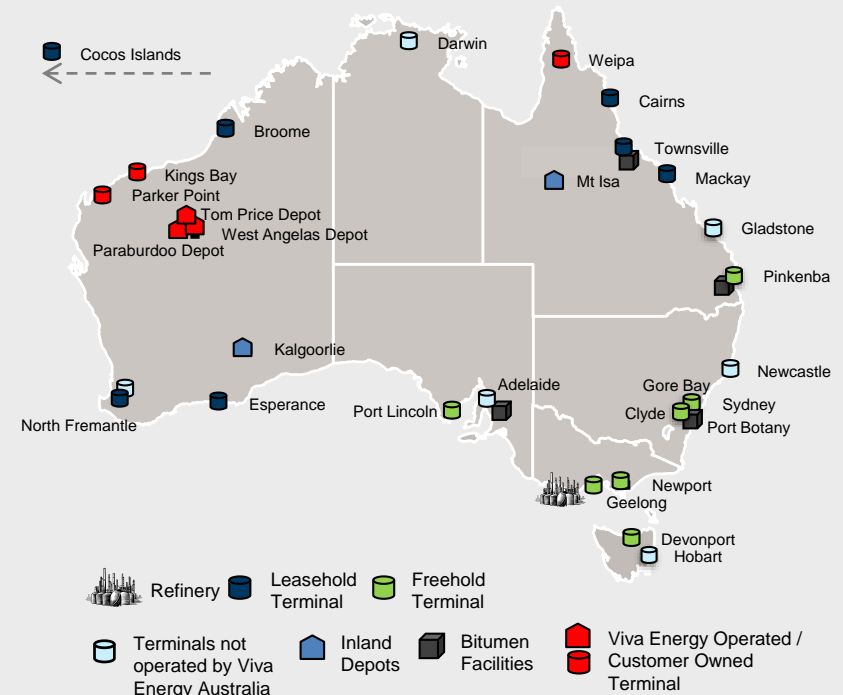 Darwin
Cocos Islands
Weipa
Cairns
Broome
Townsville
Kings Bay
Mt Isa
Mackay
Parker Point
Tom Price Depot
Gladstone
West Angelas Depot
Paraburdoo Depot
Pinkenba
Kalgoorlie
Newcastle
Adelaide
Gore Bay
Esperance
Port Lincoln
Clyde
Sydney
North Fremantle
Port Botany
Newport
Geelong
Devonport
Hobart
Refinery
Leasehold
Terminal
Freehold
Terminal
Terminals not
operated by Viva
Energy Australia
Inland
Depots
Bitumen
Facilities
Viva Energy Operated /
Customer Owned
Terminal